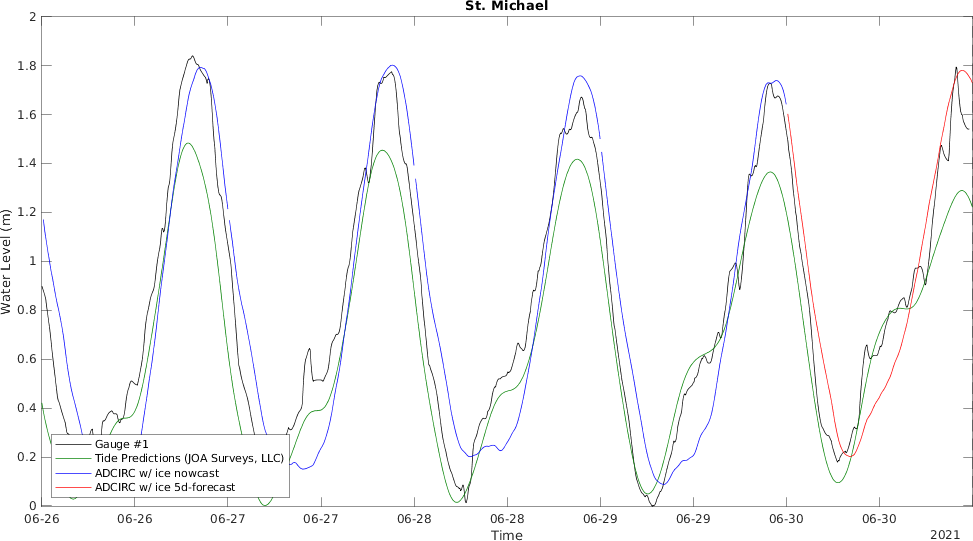 St. Michael
Water Level (m)
2
1.8
1.6
1.4
1.2
1
0.8
0.6
0.4
0.2
0
Gauge #1
Tide Predictions (JOA Surveys, LLC)
ADCIRC w/ ice nowcast
ADCIRC w/ ice 5d-forecast
06-26 06-26 06-27 06-27 06-28 06-28 06-29 06-29 06-30 06-30
Time
2021